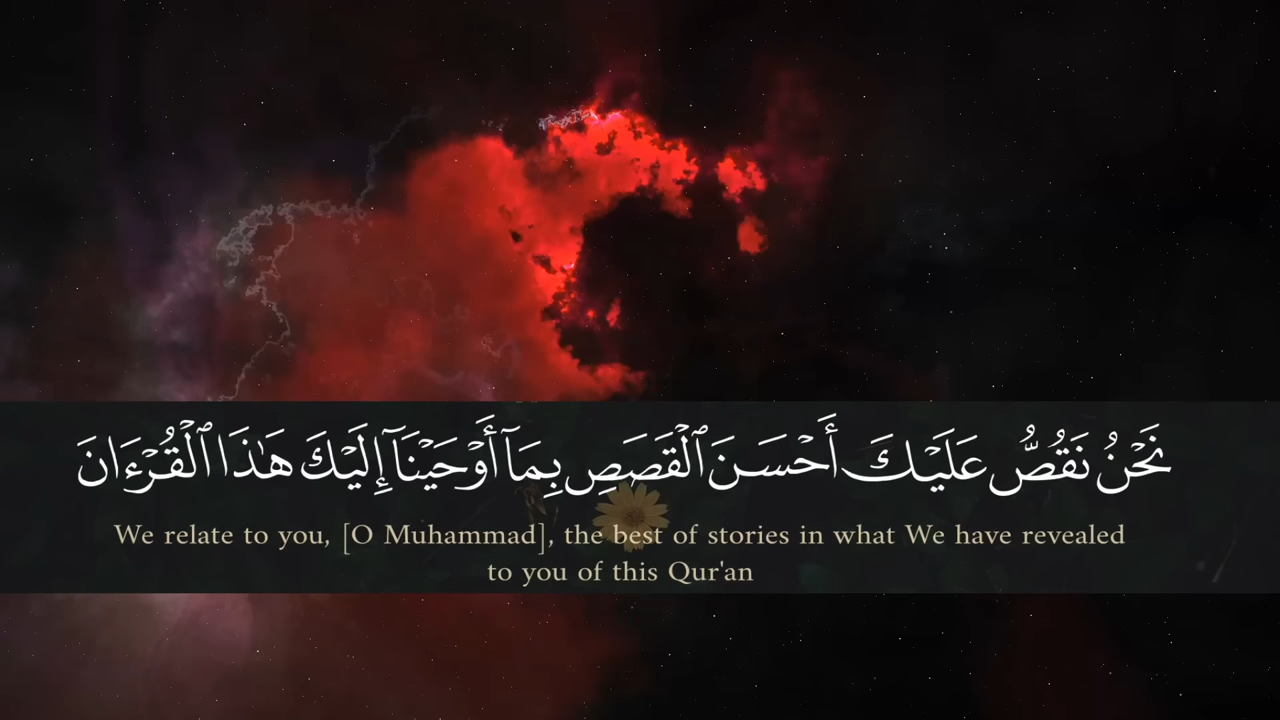 نَحْنُ نَقُصُّ عَلَيْكَ أَحْسَنَ ٱلْقَصَصِ بِمَآ أَوْحَيْنَآ إِلَيْكَ هَٰذَا ٱلْقُرْءَانَ
We relate to you, [O Muhammad], the best of stories in what We have revealed
to you of this Qur'an